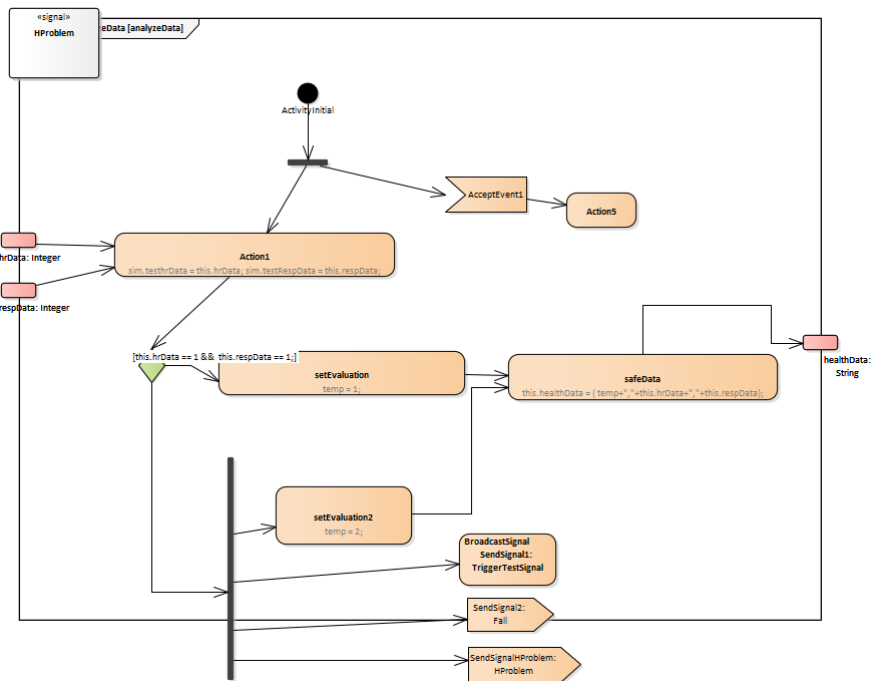 «signal»
HProblem
eData [analyzeData]
ActivityInitial
AcceptEvent1
Action5
Action1
sim.testhrData = this.hrData; sim.testRespData = this.respData;
hrData: Integer
respData: Integer
[this.hrData == 1 && this.respData == 1;]
setEvaluation
temp = 1;
safeData
this.healthData = ( temp+","+this.hrData+","+this.respData);
healthData:
String
setEvaluation2
temp = 2;
BroadcastSignal
SendSignal1:
TriggerTestSignal
SendSignal2:
Fall
SendSignalHProblem:
HProblem